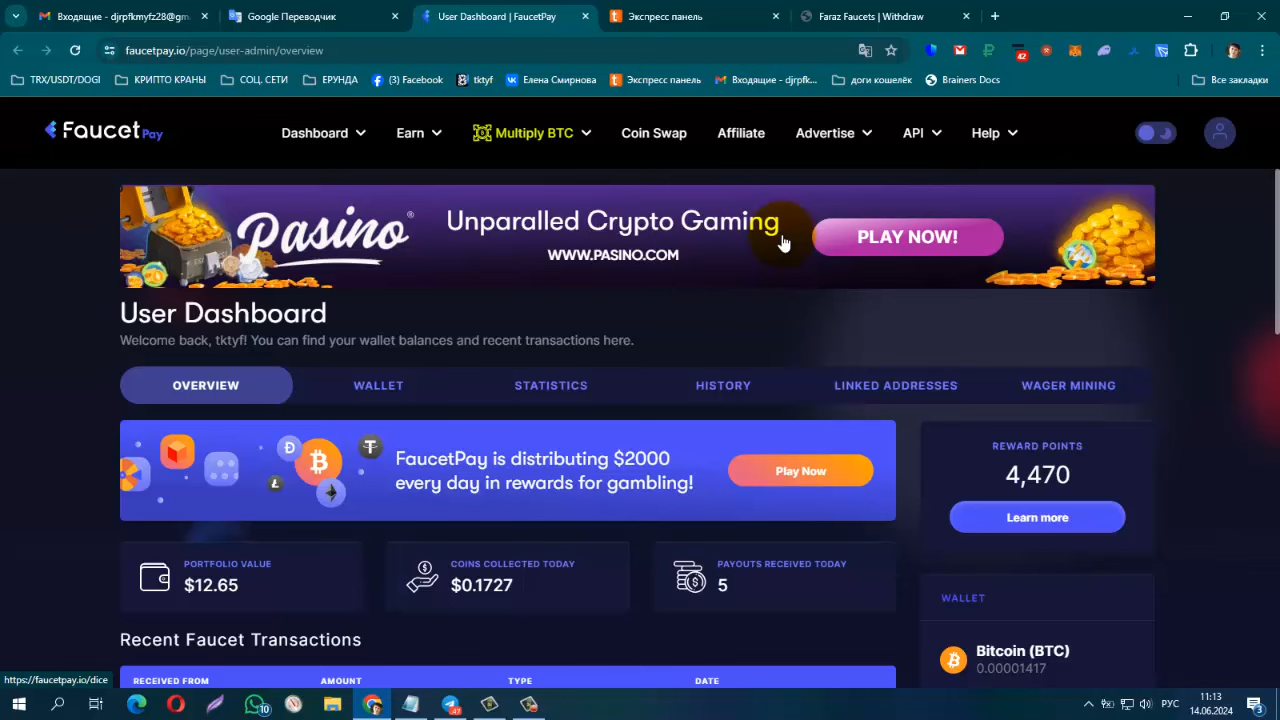 Входящие - djrpfkmyfz28@gm
Google Переводчик
User Dashboard | FaucetPay
Экспресс панель
Faraz Faucets | Withdraw
faucetpay.io/page/user-admin/overview
42
TRX/USDT/DOGI
КРИПТО КРАНЫ
СОЦ. СЕТИ
ЕРУНДА
(3) Facebook
tktyf
Елена Смирнова
Экспресс панель
Входящие - djrpfk...
доги кошелёк
Brainers Docs
Все закладки
Faucet Pay
Dashboard
Earn
Multiply BTC
Coin Swap
Affiliate
Advertise
API
Help
Pasino®
Unparalled Crypto Gaming
WWW.PASINO.COM
PLAY NOW!
User Dashboard
Welcome back, tktyf! You can find your wallet balances and recent transactions here.
OVERVIEW
WALLET
STATISTICS
HISTORY
LINKED ADDRESSES
WAGER MINING
FaucetPay is distributing $2000
every day in rewards for gambling!
Play Now
REWARD POINTS
4,470
Learn more
PORTFOLIO VALUE
$12.65
COINS COLLECTED TODAY
$0.1727
PAYOUTS RECEIVED TODAY
5
WALLET
Bitcoin (BTC)
0.00001417
Recent Faucet Transactions
RECEIVED FROM
AMOUNT
TYPE
DATE
https://faucetpay.io/dice
10
РУС
11:13
14.06.2024
3